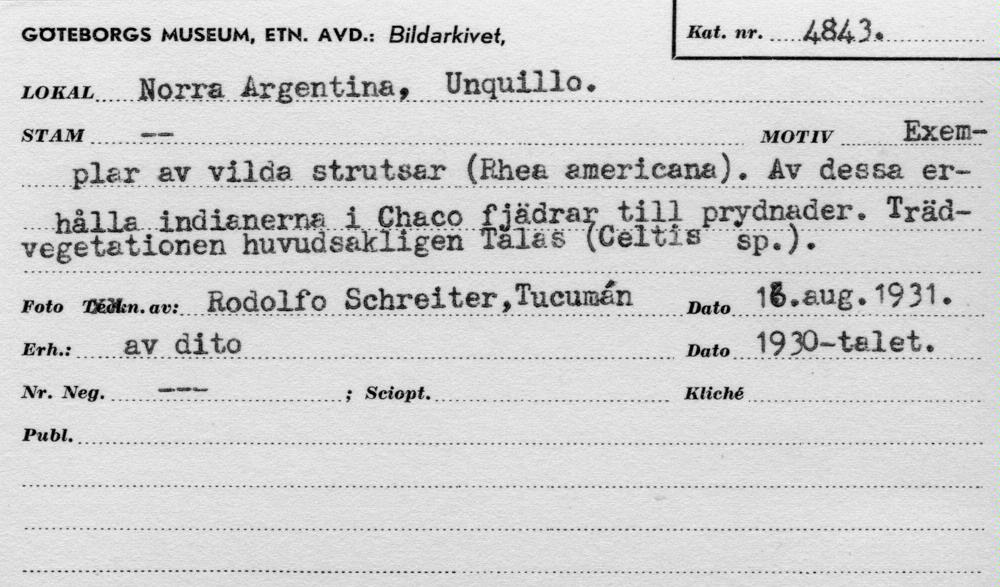 GÖTEBORGS MUSEUM, ETN. AVD.: Bildarkivet,
Kat. nr. 4843.
LOKAL Norra Argentina, Unquillo.
STAM -- MOTIV Exem-
plar av vilda strutsar (Rhea americana). Av dessa er-
hålla indianerna i Chaco fjädrar till prydnader. Träd-
vegetationen huvudsakligen Talas (Celtis sp.).
Foto Teckn. av: Rodolfo Schreiter, Tucumán Dato .aug. 1931.
Erh.: av dito Dato 1930-talet.
Nr. Neg. --- ; Sciopt. Kliché
Publ.